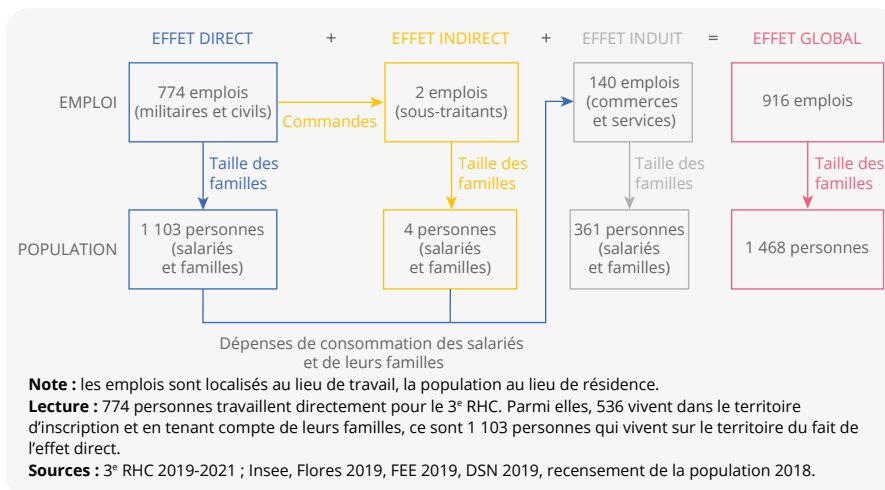 EFFET DIRECT + EFFET INDIRECT + EFFET INDUIT = EFFET GLOBAL
EMPLOI
774 emplois
(militaires et civils)
Commandes
2 emplois
(sous-traitants)
140 emplois
(commerces
et services)
916 emplois
Taille des
familles
Taille des
familles
Taille des
familles
Taille des
familles
POPULATION
1 103 personnes
(salariés
et familles)
4 personnes
(salariés
et familles)
361 personnes
(salariés
et familles)
1 468 personnes
Dépenses de consommation des salariés
et de leurs familles
Note : les emplois sont localisés au lieu de travail, la population au lieu de résidence.
Lecture : 774 personnes travaillent directement pour le 3e RHC. Parmi elles, 536 vivent dans le territoire
d’inscription et en tenant compte de leurs familles, ce sont 1 103 personnes qui vivent sur le territoire du fait de
l’effet direct.
Sources : 3e RHC 2019-2021 ; Insee, Flores 2019, FEE 2019, DSN 2019, recensement de la population 2018.